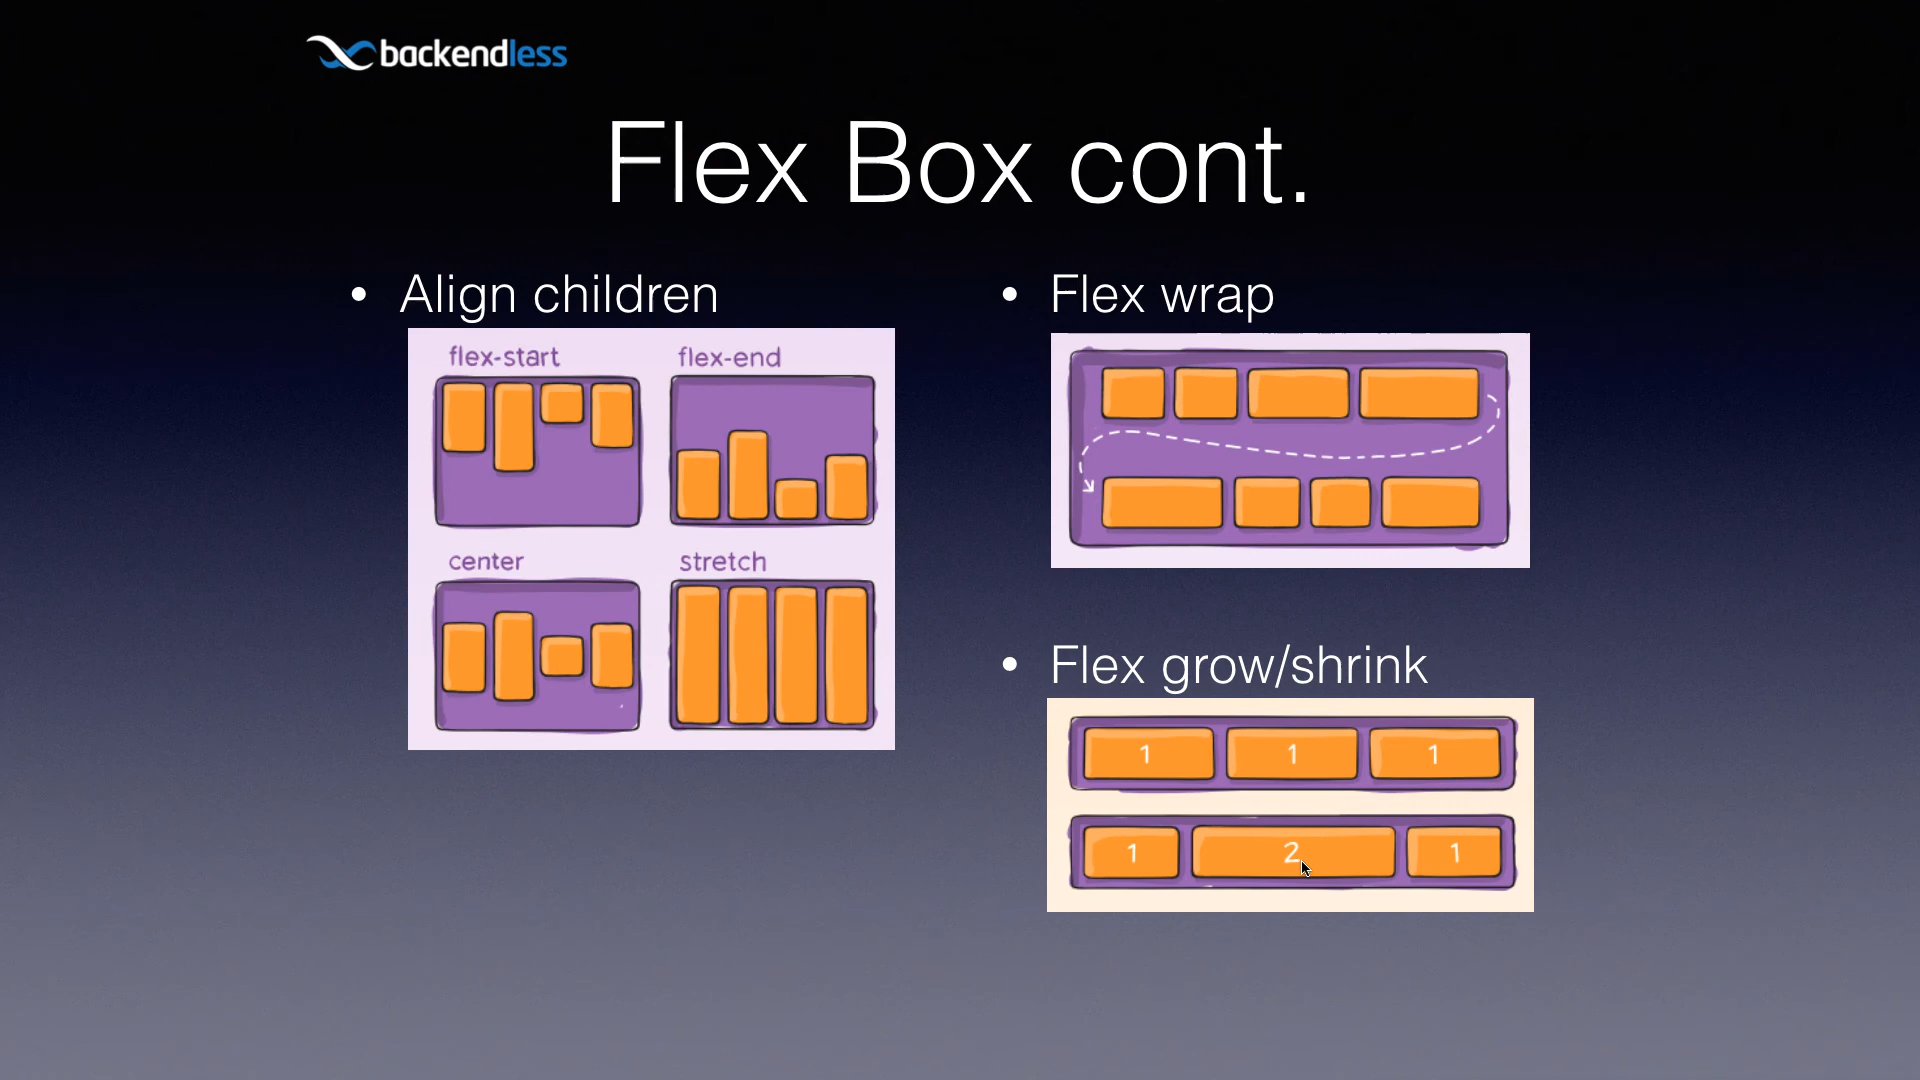 backendless
Flex Box cont.
• Align children
flex-start
flex-end
center
stretch
• Flex wrap
• Flex grow/shrink
1 1 1
1 2 1